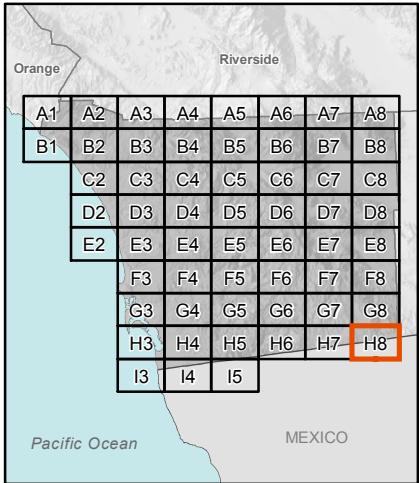 Riverside
Orange
A1 A2 A3 A4 A5 A6 A7 A8
B1 B2 B3 B4 B5 B6 B7 B8
C2 C3 C4 C5 C6 C7 C8
D2 D3 D4 D5 D6 D7 D8
E2 E3 E4 E5 E6 E7 E8
F3 F4 F5 F6 F7 F8
G3 G4 G5 G6 G7 G8
H3 H4 H5 H6 H7 H8
I3 I4 I5
Pacific Ocean MEXICO